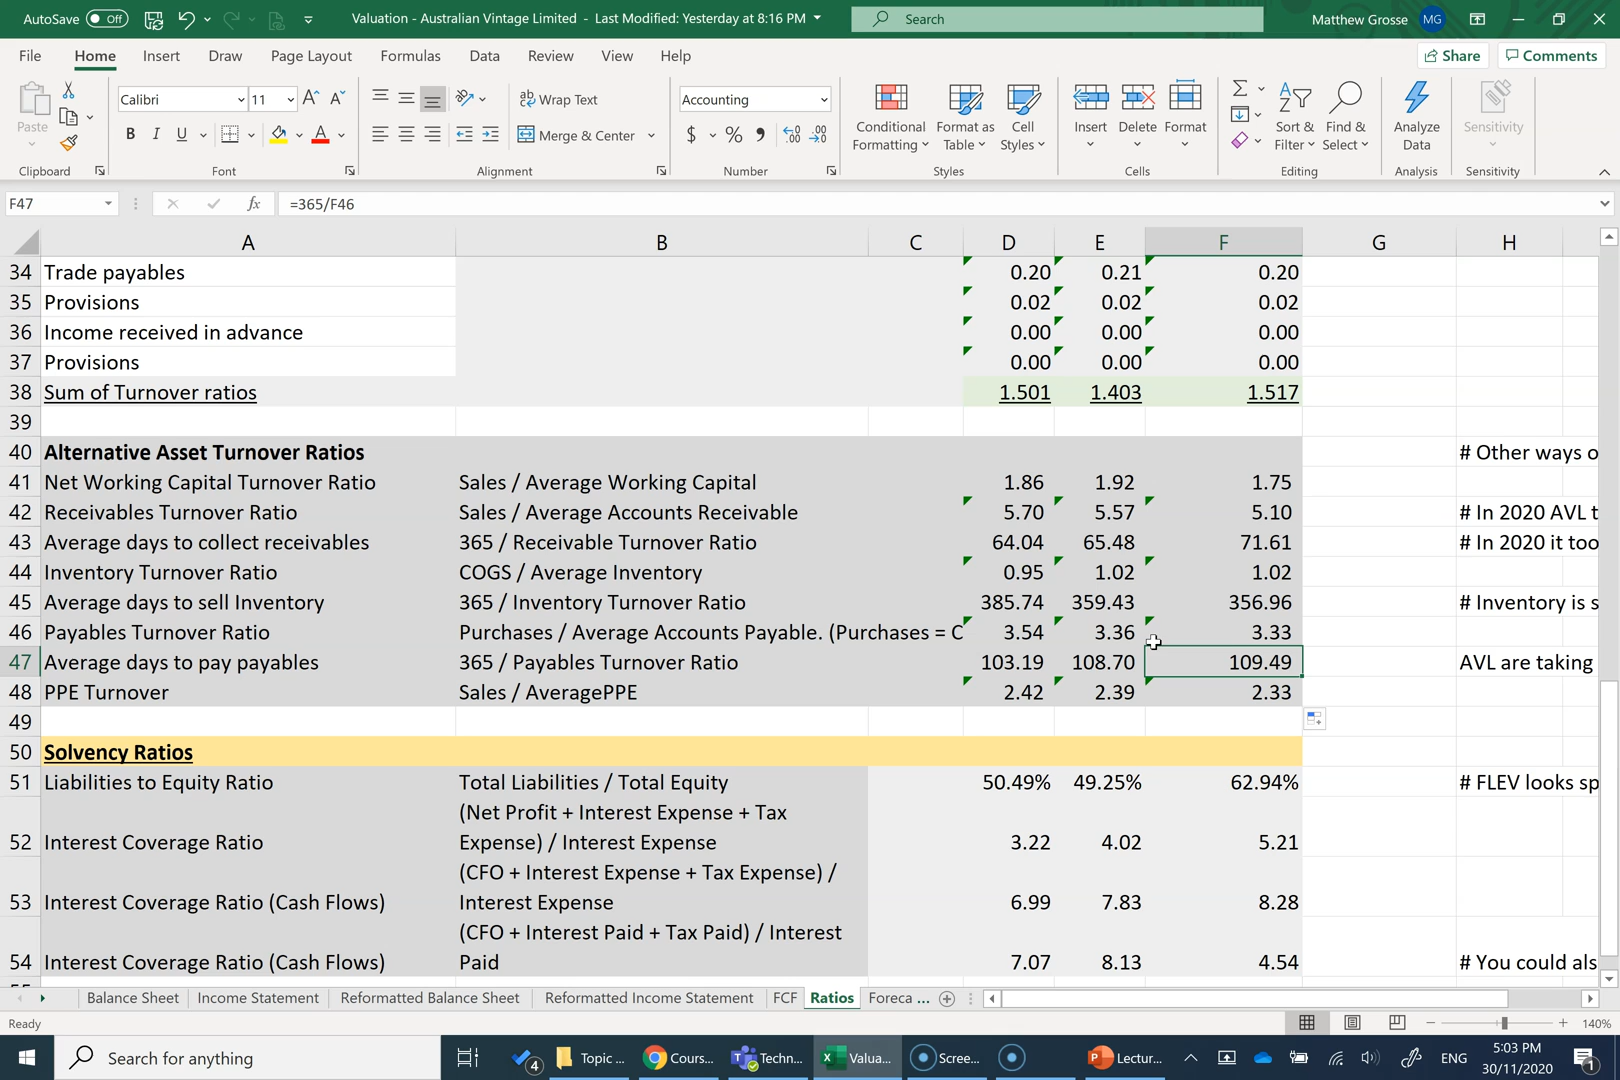 AutoSave Off Valuation - Australian Vintage Limited - Last Modified: Yesterday at 8:16 PM Search Matthew Grosse MG
File Home Insert Draw Page Layout Formulas Data Review View Help Share Comments
Calibri 11 Wrap Text Accounting
Paste B I U Merge & Center $ % Conditional Formatting Format as Table Cell Styles Insert Delete Format Sort & Filter Find & Select Analyze Data Sensitivity
Clipboard Font Alignment Number Styles Cells Editing Analysis Sensitivity
F47 fx =365/F46
A B C D E F G H
34 Trade payables 0.20 0.21 0.20
35 Provisions 0.02 0.02 0.02
36 Income received in advance 0.00 0.00 0.00
37 Provisions 0.00 0.00 0.00
38 Sum of Turnover ratios 1.501 1.403 1.517
39
40 Alternative Asset Turnover Ratios # Other ways o
41 Net Working Capital Turnover Ratio Sales / Average Working Capital 1.86 1.92 1.75
42 Receivables Turnover Ratio Sales / Average Accounts Receivable 5.70 5.57 5.10 # In 2020 AVL t
43 Average days to collect receivables 365 / Receivable Turnover Ratio 64.04 65.48 71.61 # In 2020 it too
44 Inventory Turnover Ratio COGS / Average Inventory 0.95 1.02 1.02
45 Average days to sell Inventory 365 / Inventory Turnover Ratio 385.74 359.43 356.96 # Inventory is s
46 Payables Turnover Ratio Purchases / Average Accounts Payable. (Purchases = C 3.54 3.36 3.33
47 Average days to pay payables 365 / Payables Turnover Ratio 103.19 108.70 109.49 AVL are taking
48 PPE Turnover Sales / AveragePPE 2.42 2.39 2.33
49
50 Solvency Ratios
51 Liabilities to Equity Ratio Total Liabilities / Total Equity 50.49% 49.25% 62.94% # FLEV looks sp
(Net Profit + Interest Expense + Tax
52 Interest Coverage Ratio Expense) / Interest Expense 3.22 4.02 5.21
(CFO + Interest Expense + Tax Expense) /
53 Interest Coverage Ratio (Cash Flows) Interest Expense 6.99 7.83 8.28
(CFO + Interest Paid + Tax Paid) / Interest
54 Interest Coverage Ratio (Cash Flows) Paid 7.07 8.13 4.54 # You could als
Balance Sheet Income Statement Reformatted Balance Sheet Reformatted Income Statement FCF Ratios Foreca ...
Ready 140%
Search for anything 4 Topic ... Cours... Techn... Valua... Scree... Lectur... ENG 5:03 PM
30/11/2020 1